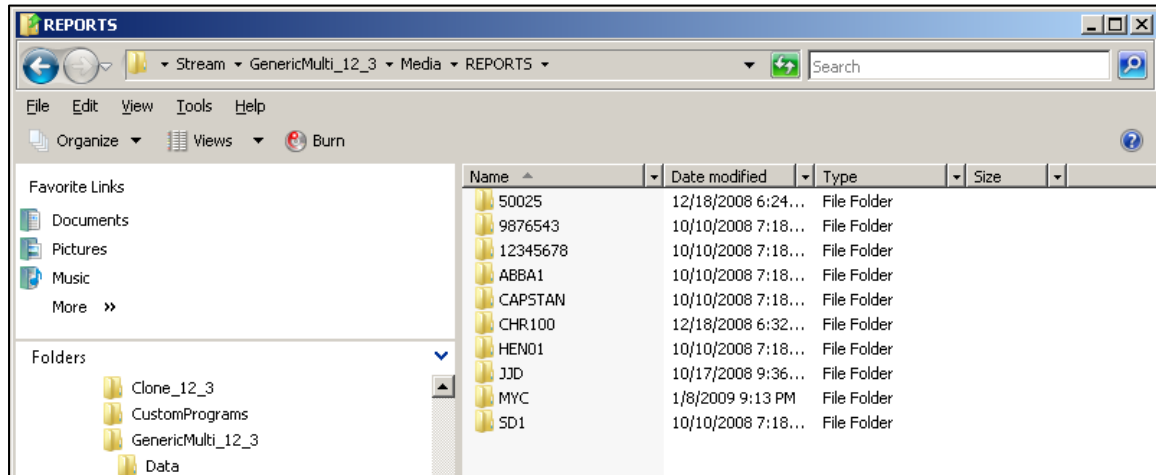 REPORTS
Stream GenericMulti_12_3 Media REPORTS Search
File Edit View Tools Help
Organize Views Burn
Favorite Links
Documents
Pictures
Music
More »
Folders
Clone_12_3
CustomPrograms
GenericMulti_12_3
Data
Name Date modified Type Size
50025 12/18/2008 6:24... File Folder
9876543 10/10/2008 7:18... File Folder
12345678 10/10/2008 7:18... File Folder
ABBA1 10/10/2008 7:18... File Folder
CAPSTAN 10/10/2008 7:18... File Folder
CHR100 12/18/2008 6:32... File Folder
HEN01 10/10/2008 7:18... File Folder
JJD 10/17/2008 9:36... File Folder
MYC 1/8/2009 9:13 PM File Folder
SD1 10/10/2008 7:18... File Folder